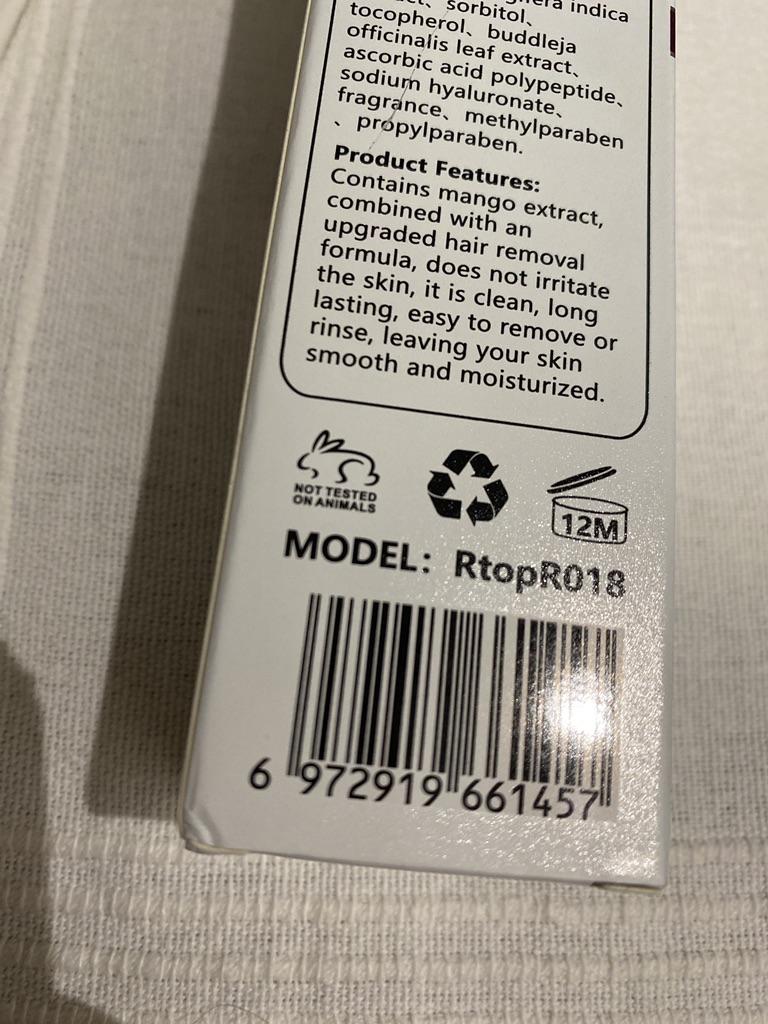 indica
sorbitol、
tocopherol、buddleja
officinalis leaf extract、
ascorbic acid polypeptide、
sodium hyaluronate、
fragrance、methylparaben
、propylparaben.
Product Features:
Contains mango extract,
combined with an
upgraded hair removal
formula, does not irritate
the skin, it is clean, long
lasting, easy to remove or
rinse, leaving your skin
smooth and moisturized.
NOT TESTED
ON ANIMALS
12M
MODEL: RtopR018
6 972919 661457